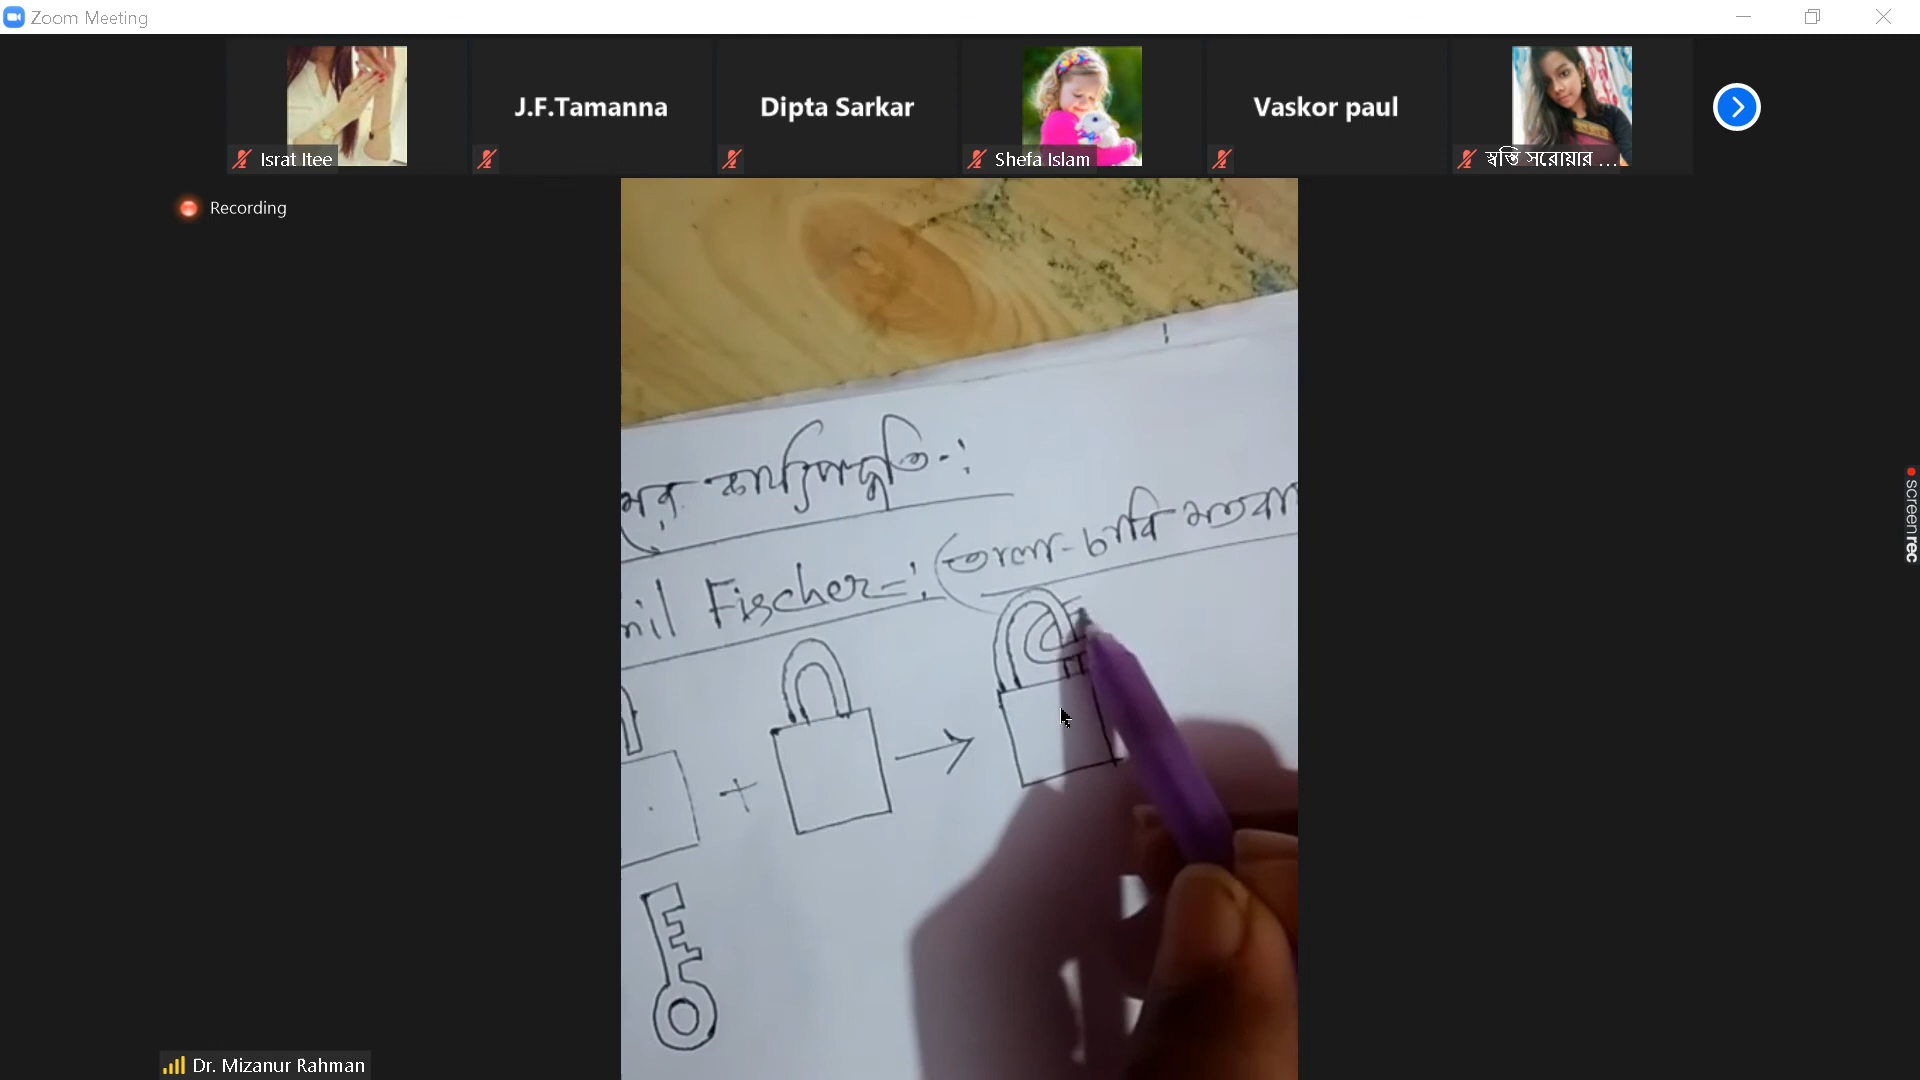 Zoom Meeting
Israt Itee
J.F.Tamanna
Dipta Sarkar
Shefa Islam
Vaskor paul
স্বস্তি সরোয়ার ...
Recording
কার্যপদ্ধতি-:
mil Fischer-: (তালা-চাবি মতবা
screenrec
Dr. Mizanur Rahman